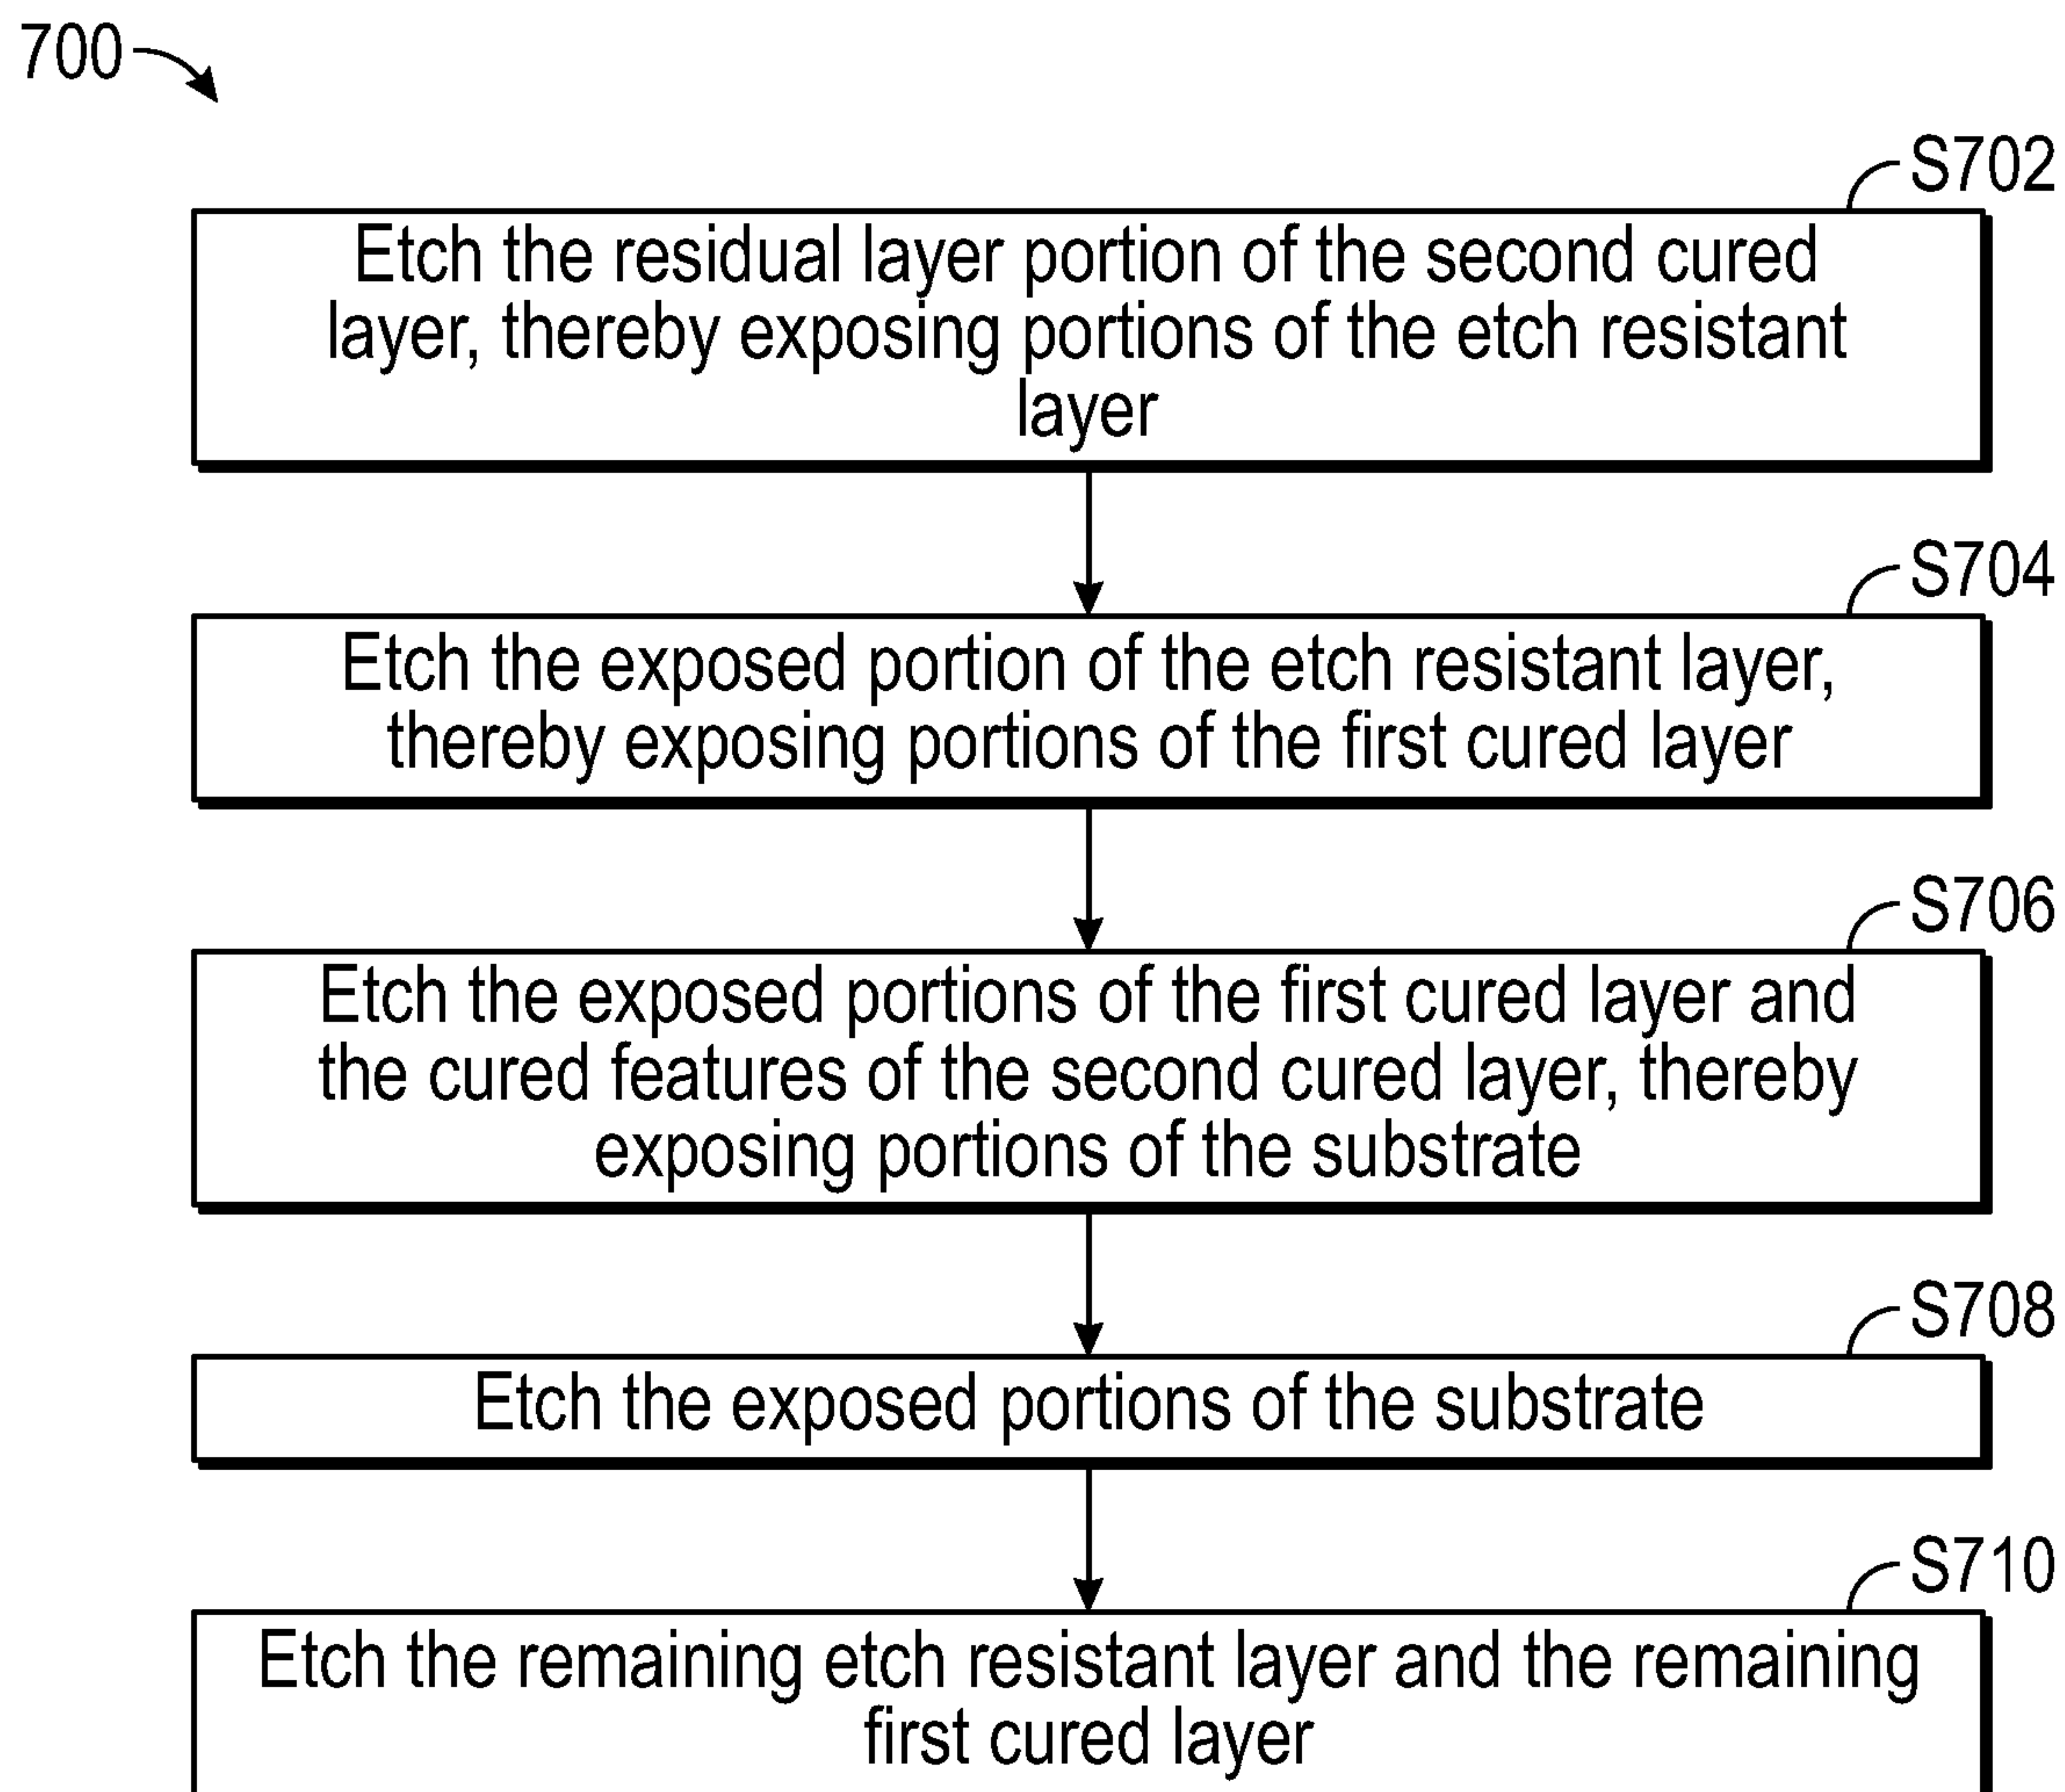 700
S702
Etch the residual layer portion of the second cured
layer, thereby exposing portions of the etch resistant
layer
S704
Etch the exposed portion of the etch resistant layer,
thereby exposing portions of the first cured layer
S706
Etch the exposed portions of the first cured layer and
the cured features of the second cured layer, thereby
exposing portions of the substrate
S708
Etch the exposed portions of the substrate
S710
Etch the remaining etch resistant layer and the remaining
first cured layer